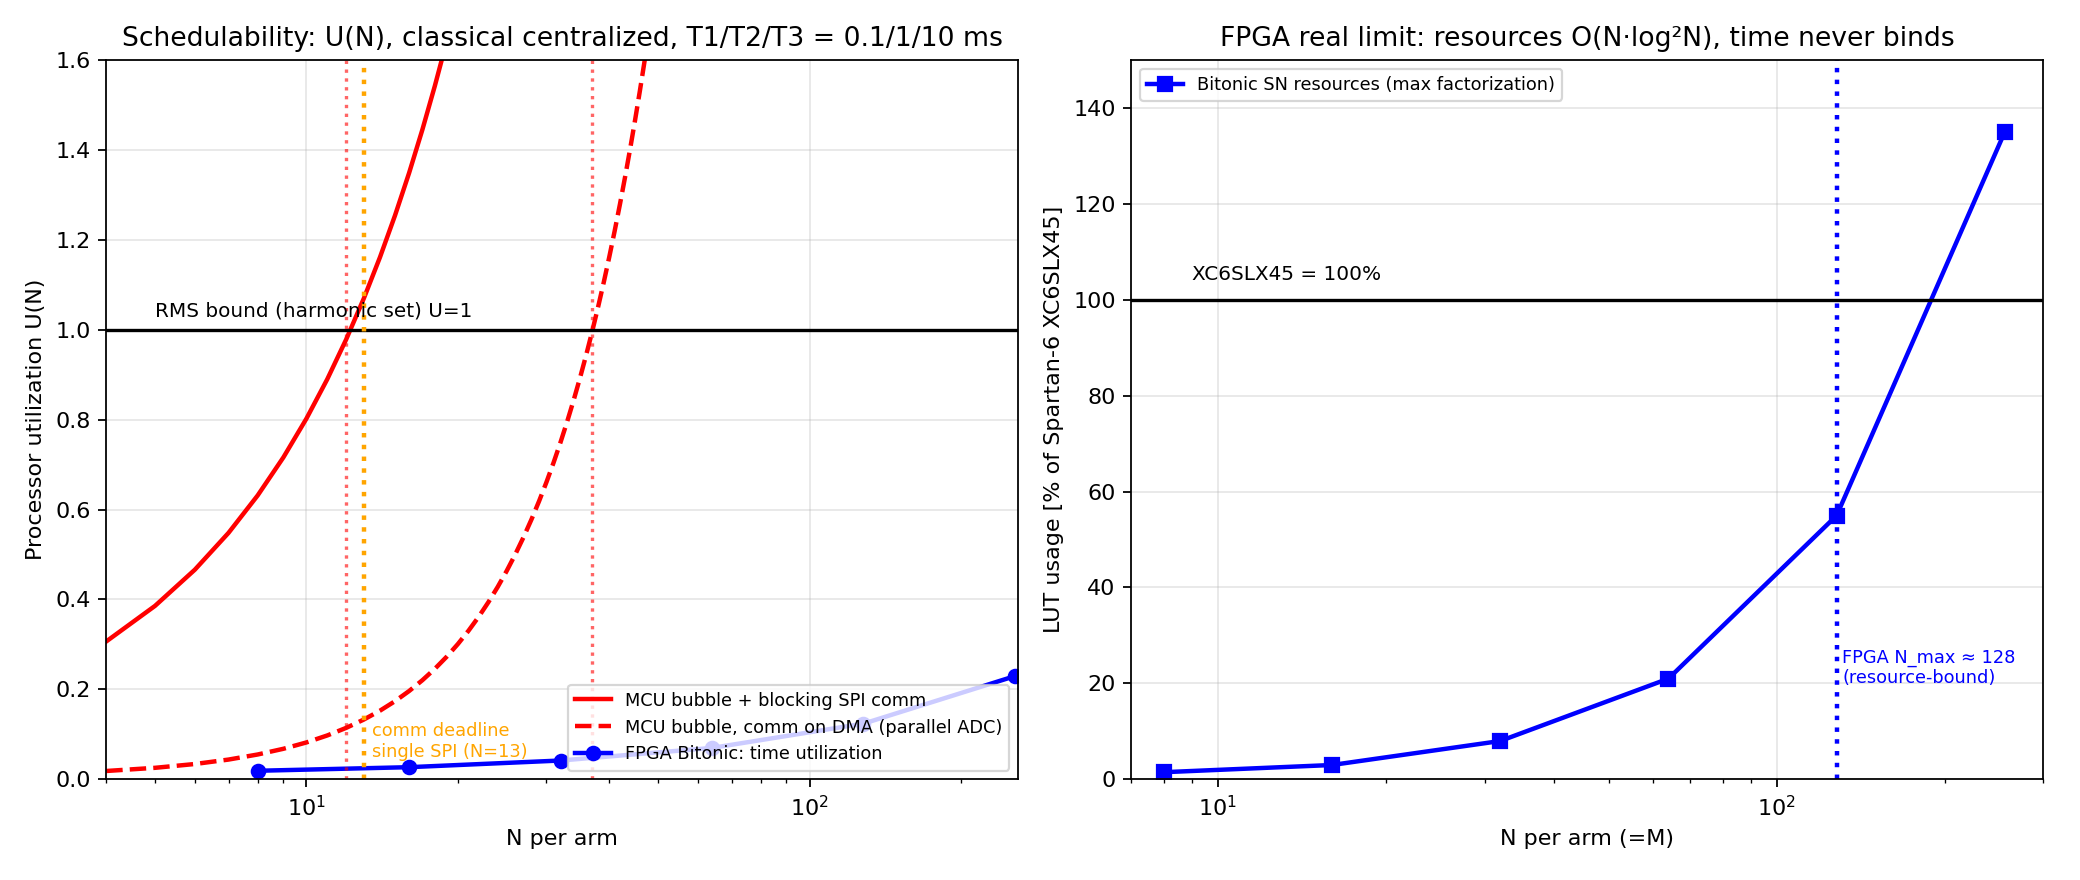 Schedulability: U(N), classical centralized, T1/T2/T3 = 0.1/1/10 ms
Processor utilization U(N)
1.6
1.4
1.2
1.0
0.8
0.6
0.4
0.2
0.0
RMS bound (harmonic set) U=1
comm deadline
single SPI (N=13)
MCU bubble + blocking SPI comm
MCU bubble, comm on DMA (parallel ADC)
FPGA Bitonic: time utilization
10¹
10²
N per arm
FPGA real limit: resources O(N·log²N), time never binds
LUT usage [% of Spartan-6 XC6SLX45]
140
120
100
80
60
40
20
0
Bitonic SN resources (max factorization)
XC6SLX45 = 100%
FPGA N_max ≈ 128
(resource-bound)
10¹
10²
N per arm (=M)